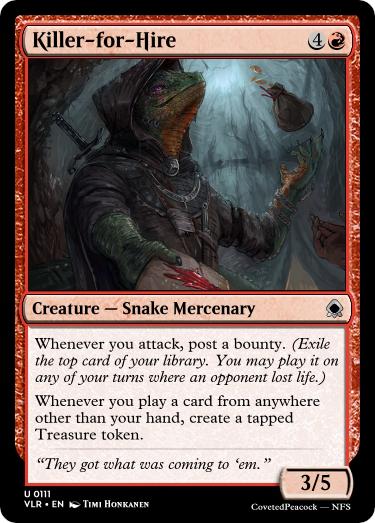 Killer-for-Hire 4
Creature — Snake Mercenary
Whenever you attack, post a bounty. (Exile
the top card of your library. You may play it on
any of your turns where an opponent lost life.)
Whenever you play a card from anywhere
other than your hand, create a tapped
Treasure token.
“They got what was coming to ‘em.”
3/5
U 0111
VLR • EN TIMI HONKANEN
CovetedPeacock — NFS